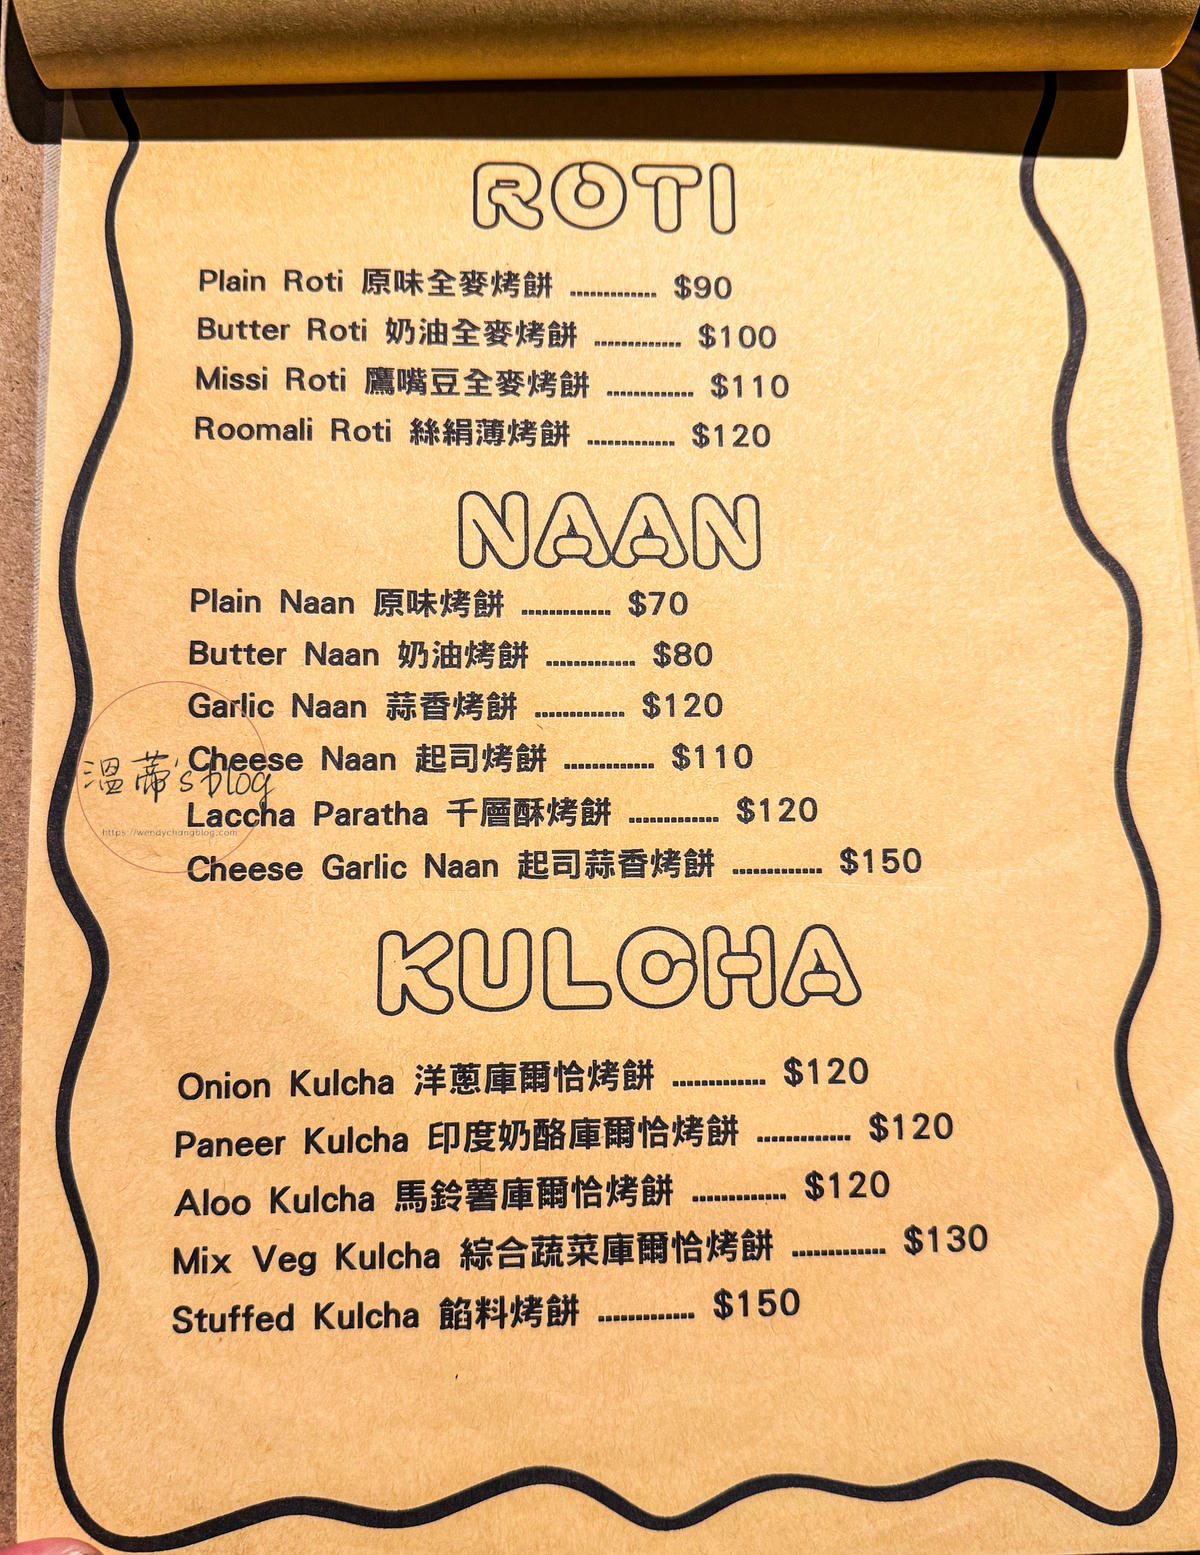 ROTI
Plain Roti 原味全麥烤餅 ............. $90
Butter Roti 奶油全麥烤餅 ............. $100
Missi Roti 鷹嘴豆全麥烤餅 ............. $110
Roomali Roti 絲絹薄烤餅 ............. $120
NAAN
Plain Naan 原味烤餅 ............. $70
Butter Naan 奶油烤餅 ............. $80
Garlic Naan 蒜香烤餅 ............. $120
Cheese Naan 起司烤餅 ............. $110
溫蒂's blog
Laccha Paratha 千層酥烤餅 ............. $120
https://wendychangblog.com
Cheese Garlic Naan 起司蒜香烤餅 ............. $150
KULCHA
Onion Kulcha 洋蔥庫爾恰烤餅 ............. $120
Paneer Kulcha 印度奶酪庫爾恰烤餅 ............. $120
Aloo Kulcha 馬鈴薯庫爾恰烤餅 ............. $120
Mix Veg Kulcha 綜合蔬菜庫爾恰烤餅 ............. $130
Stuffed Kulcha 餡料烤餅 ............. $150